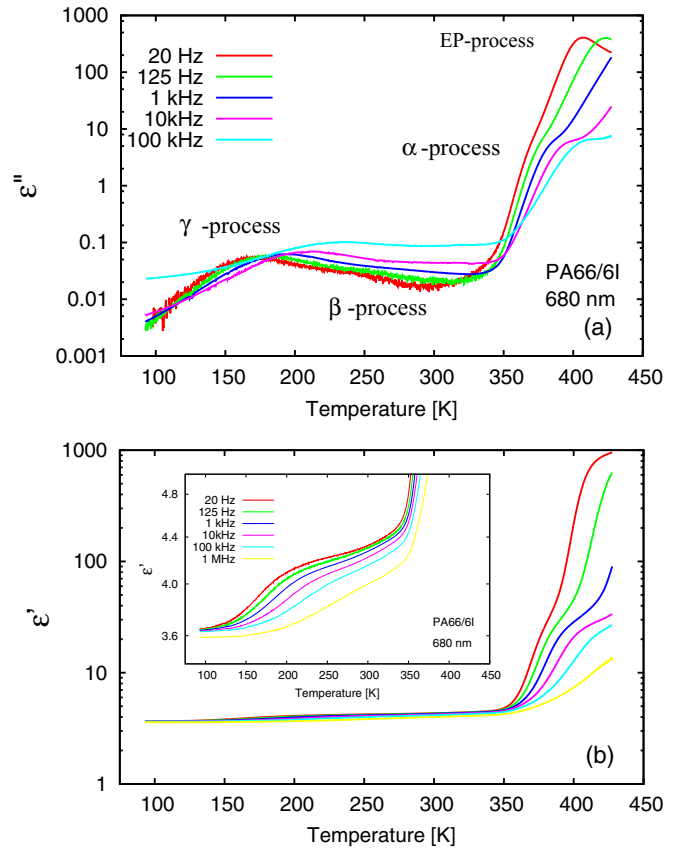 1000
100
10
1
0.1
0.01
0.001
ε''
20 Hz
125 Hz
1 kHz
10kHz
100 kHz
EP-process
α -process
γ -process
β -process
PA66/6I
680 nm
(a)
100 150 200 250 300 350 400 450
Temperature [K]
1000
100
10
1
ε'
4.8
4.4
4.0
3.6
ε'
20 Hz
125 Hz
1 kHz
10kHz
100 kHz
1 MHz
PA66/6I
680 nm
100 150 200 250 300 350 400 450
Temperature [K]
(b)
100 150 200 250 300 350 400 450
Temperature [K]